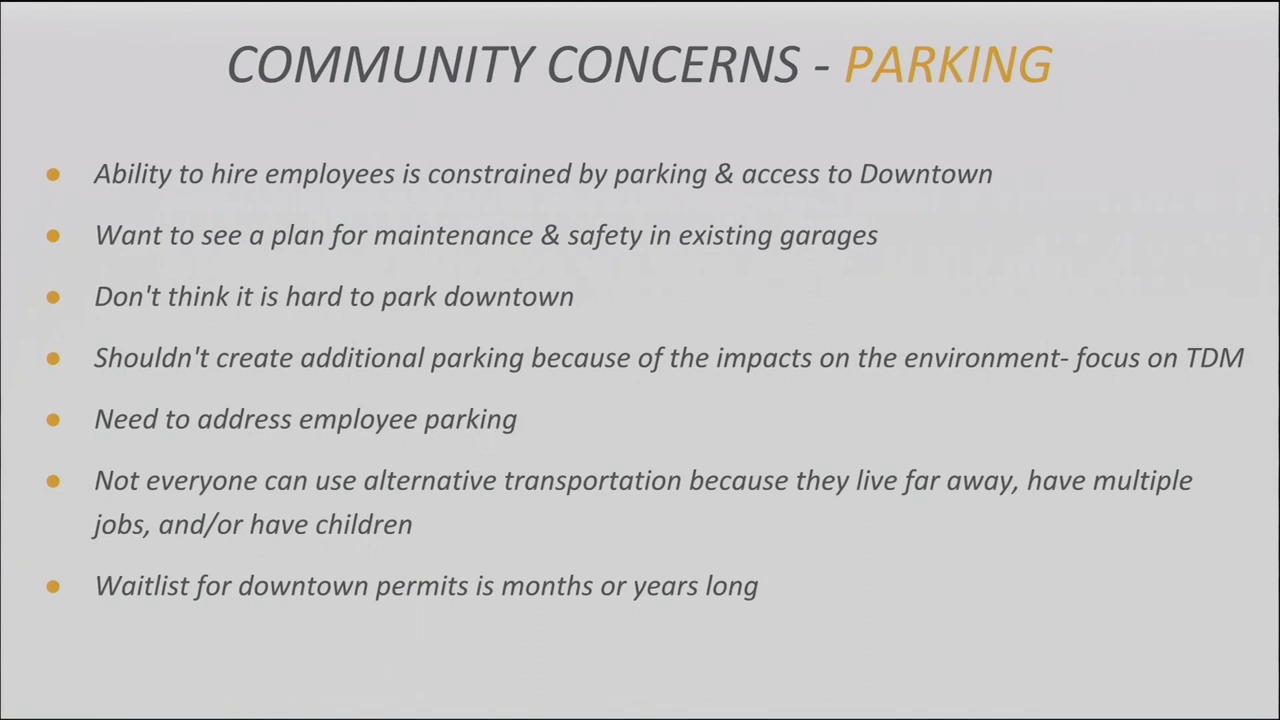 COMMUNITY CONCERNS - PARKING
● Ability to hire employees is constrained by parking & access to Downtown
● Want to see a plan for maintenance & safety in existing garages
● Don't think it is hard to park downtown
● Shouldn't create additional parking because of the impacts on the environment- focus on TDM
● Need to address employee parking
● Not everyone can use alternative transportation because they live far away, have multiple
jobs, and/or have children
● Waitlist for downtown permits is months or years long